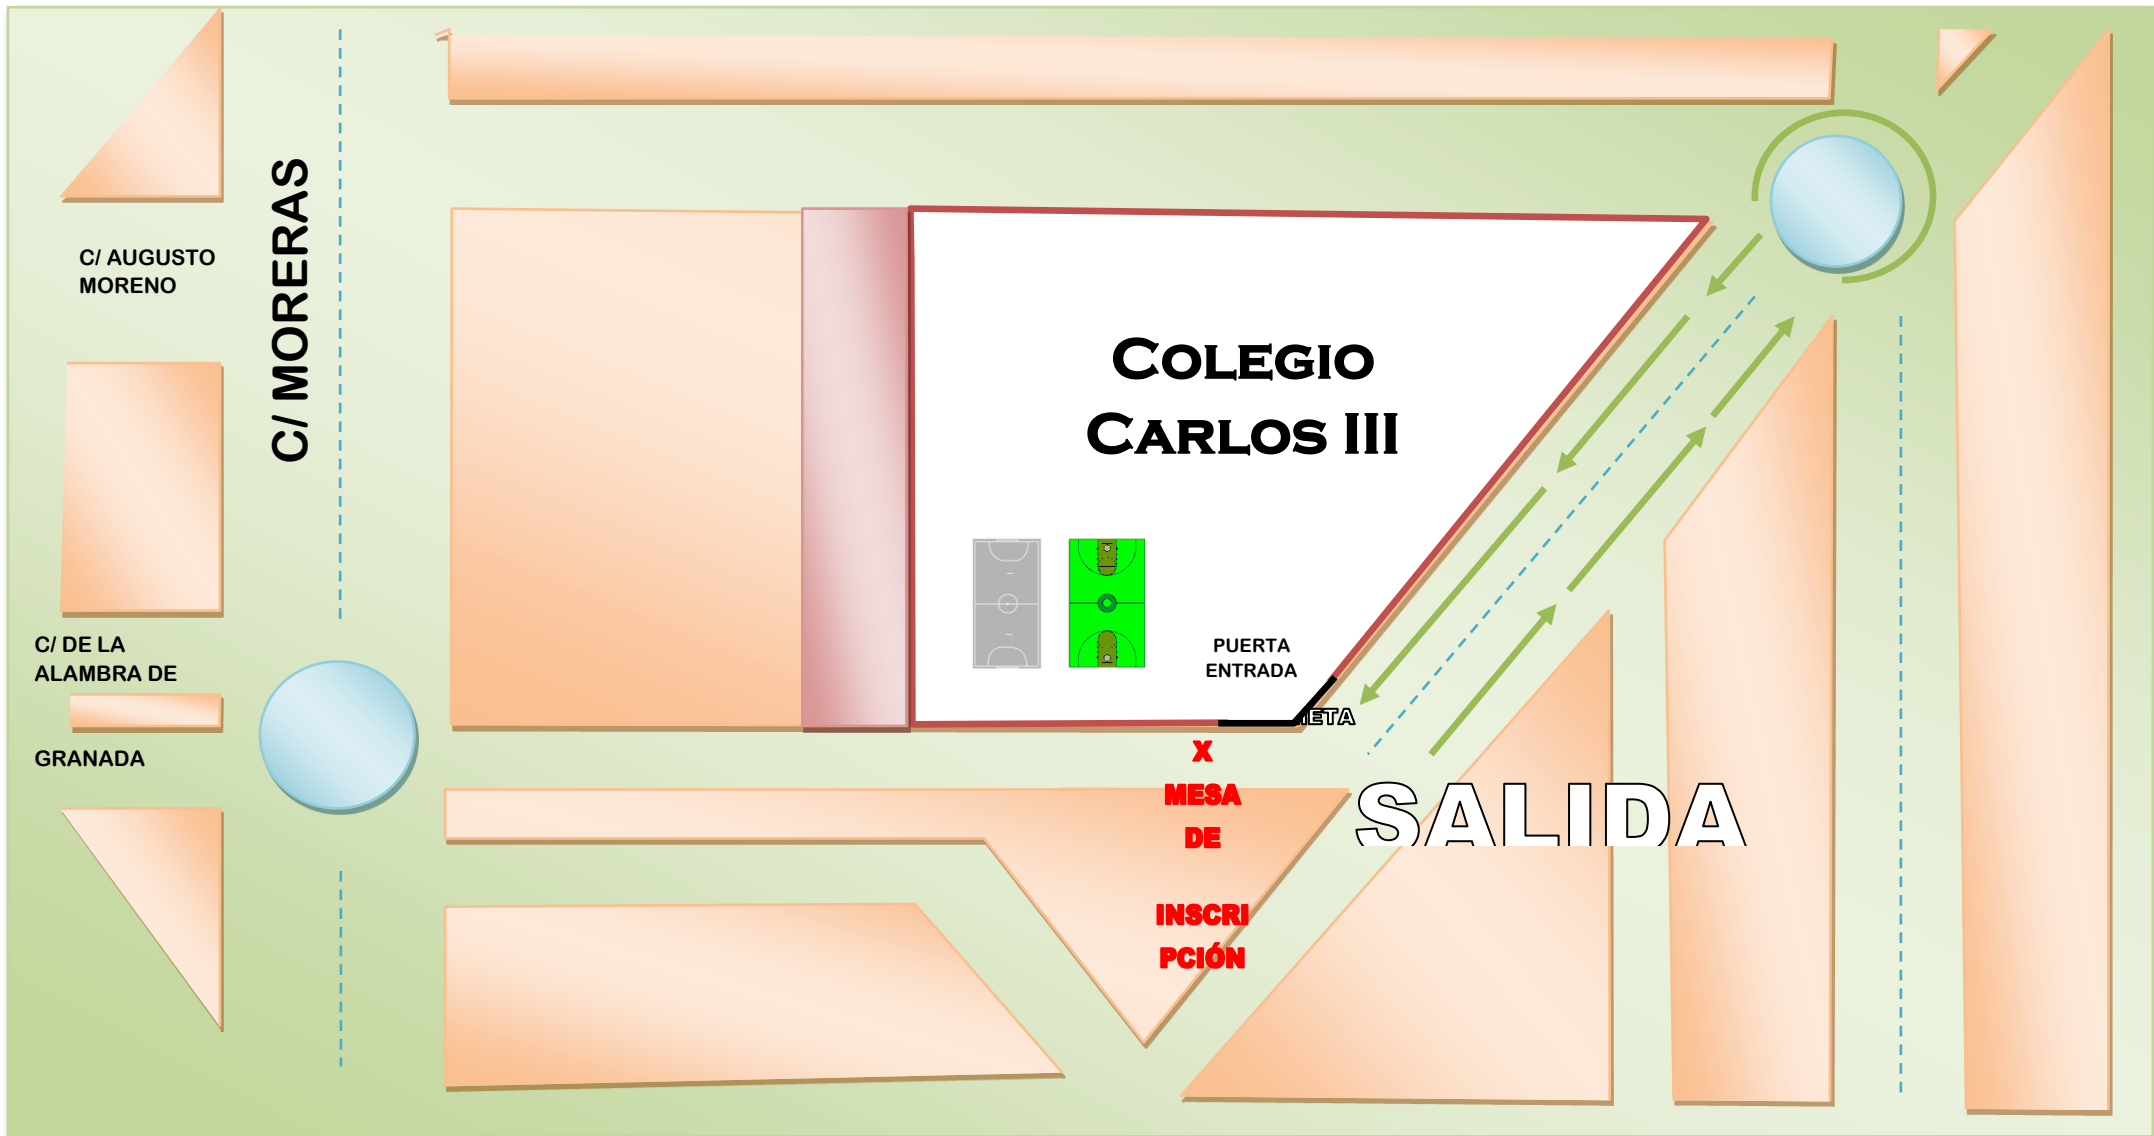 C/ AUGUSTO
MORENO
C/ MORERAS
COLEGIO
CARLOS III
C/ DE LA
ALAMBRA DE
GRANADA
PUERTA
ENTRADA
X
MESA
DE
INSCRI
PCIÓN
SALIDA